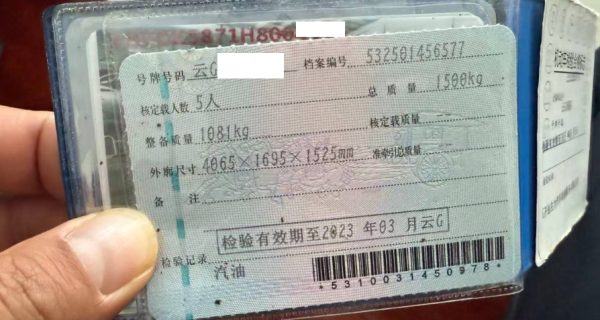 5871H806
号牌号码 云G 档案编号 532501456577
核定载人数 5人 总质量 1500kg
整备质量 1081kg 核定载质量 --
外廓尺寸 4065×1695×1525mm 准牵引总质量 --
备注
检验有效期至2023年03月云G
检验记录 汽油
*5310031450978*